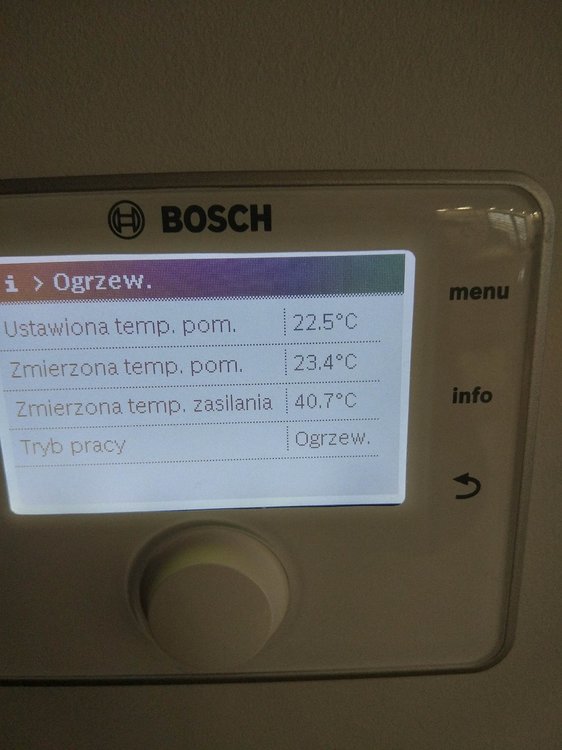 BOSCH
i > Ogrzew.
Ustawiona temp. pom. 22.5°C
Zmierzona temp. pom. 23.4°C
Zmierzona temp. zasilania 40.7°C
Tryb pracy Ogrzew.
menu
info